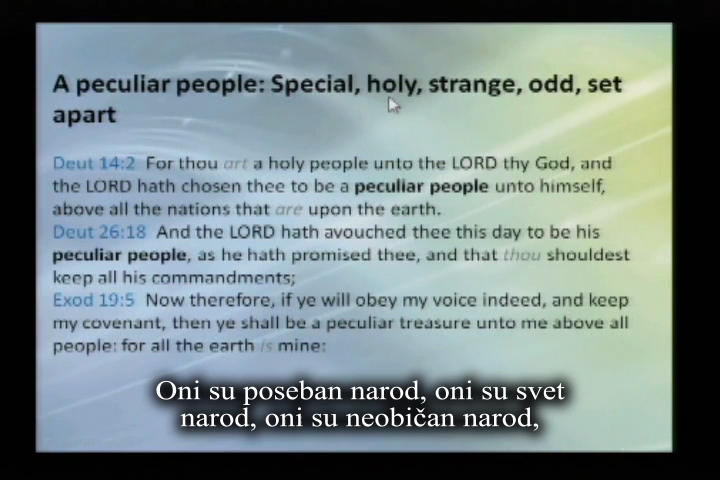 A peculiar people: Special, holy, strange, odd, set
apart
Deut 14:2 For thou art a holy people unto the LORD thy God, and
the LORD hath chosen thee to be a peculiar people unto himself,
above all the nations that are upon the earth.
Deut 26:18 And the LORD hath avouched thee this day to be his
peculiar people, as he hath promised thee, and that thou shouldest
keep all his commandments;
Exod 19:5 Now therefore, if ye will obey my voice indeed, and keep
my covenant, then ye shall be a peculiar treasure unto me above all
people: for all the earth is mine:
Oni su poseban narod, oni su svet
narod, oni su neobičan narod,